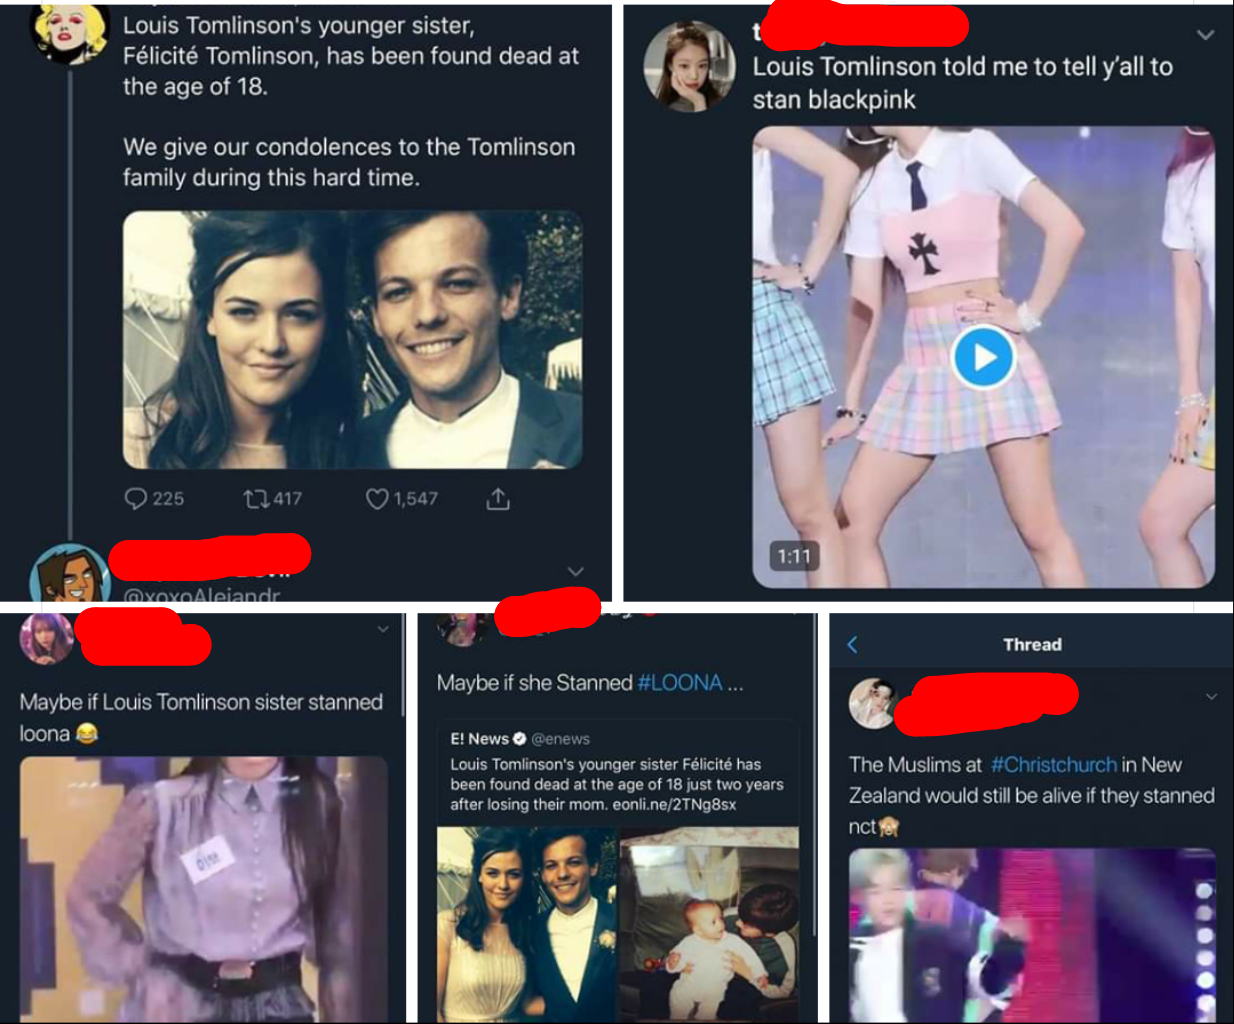 Louis Tomlinson's younger sister,
Félicité Tomlinson, has been found dead at
the age of 18.
We give our condolences to the Tomlinson
family during this hard time.
225 417 1,547
@xoxoAlejandr
Louis Tomlinson told me to tell y'all to
stan blackpink
1:11
Maybe if Louis Tomlinson sister stanned
loona 😂
Maybe if she Stanned #LOONA ...
E! News @enews
Louis Tomlinson's younger sister Félicité has
been found dead at the age of 18 just two years
after losing their mom. eonli.ne/2TNg8sx
Thread
The Muslims at #Christchurch in New
Zealand would still be alive if they stanned
nct🙈